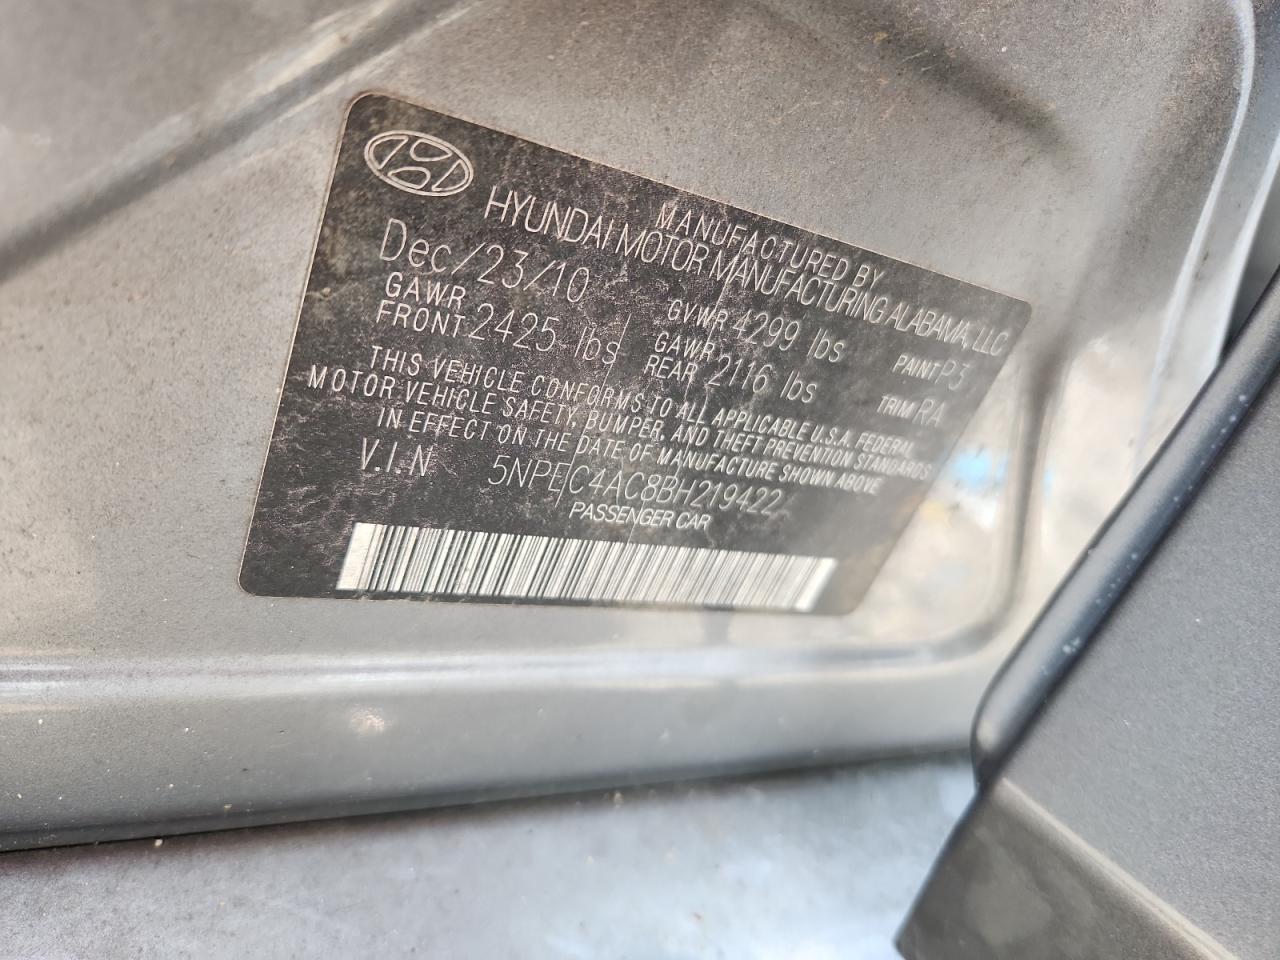 MANUFACTURED BY
HYUNDAI MOTOR MANUFACTURING ALABAMA, LLC
Dec/23/10 GVWR 4299 lbs PAINT P3
GAWR FRONT 2425 lbs GAWR REAR 2116 lbs TRIM RA
THIS VEHICLE CONFORMS TO ALL APPLICABLE U.S.A. FEDERAL
MOTOR VEHICLE SAFETY, BUMPER, AND THEFT PREVENTION STANDARDS
IN EFFECT ON THE DATE OF MANUFACTURE SHOWN ABOVE
V.I.N 5NPEC4AC8BH219422
PASSENGER CAR